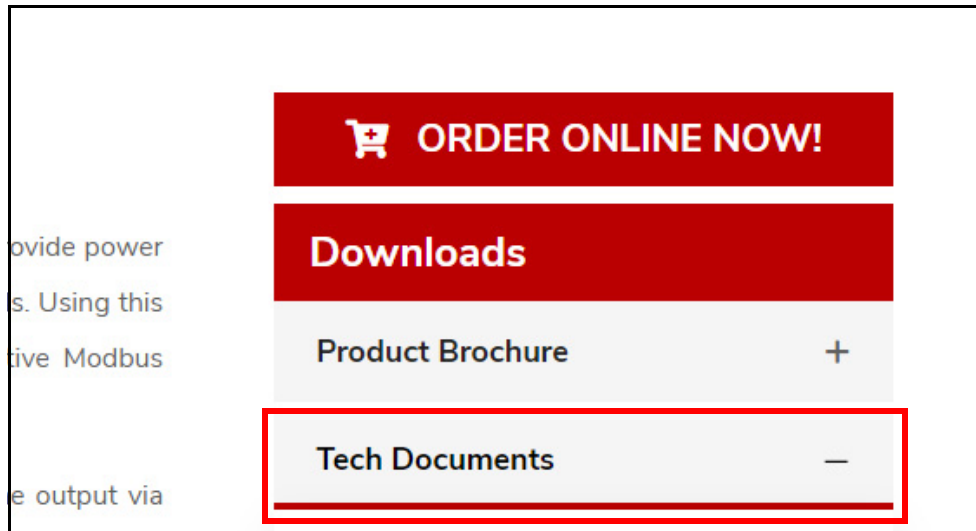 ORDER ONLINE NOW!
Downloads
Product Brochure
Tech Documents
ovide power
s. Using this
tive Modbus
e output via